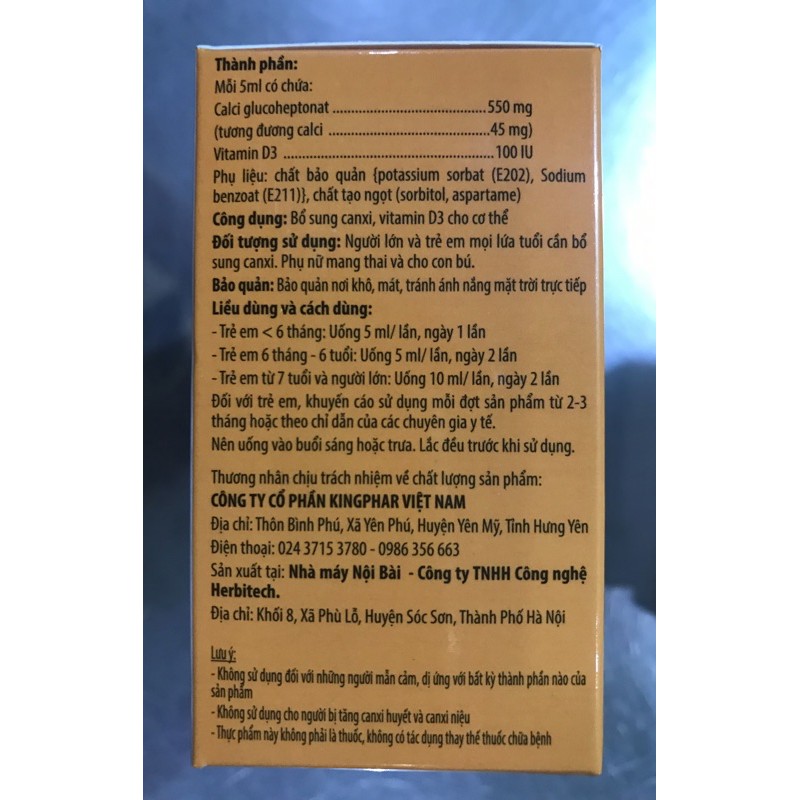 Thành phần:
Mỗi 5ml có chứa:
Calci glucoheptonat ........................................550 mg
(tương đương calci ..........................................45 mg)
Vitamin D3 .......................................................100 IU
Phụ liệu: chất bảo quản {potassium sorbat (E202), Sodium
benzoat (E211)}, chất tạo ngọt (sorbitol, aspartame)
Công dụng: Bổ sung canxi, vitamin D3 cho cơ thể
Đối tượng sử dụng: Người lớn và trẻ em mọi lứa tuổi cần bổ
sung canxi. Phụ nữ mang thai và cho con bú.
Bảo quản: Bảo quản nơi khô, mát, tránh ánh nắng mặt trời trực tiếp
Liều dùng và cách dùng:
- Trẻ em < 6 tháng: Uống 5 ml/ lần, ngày 1 lần
- Trẻ em 6 tháng - 6 tuổi: Uống 5 ml/ lần, ngày 2 lần
- Trẻ em từ 7 tuổi và người lớn: Uống 10 ml/ lần, ngày 2 lần
Đối với trẻ em, khuyến cáo sử dụng mỗi đợt sản phẩm từ 2-3
tháng hoặc theo chỉ dẫn của các chuyên gia y tế.
Nên uống vào buổi sáng hoặc trưa. Lắc đều trước khi sử dụng.
Thương nhân chịu trách nhiệm về chất lượng sản phẩm:
CÔNG TY CỔ PHẦN KINGPHAR VIỆT NAM
Địa chỉ: Thôn Bình Phú, Xã Yên Phú, Huyện Yên Mỹ, Tỉnh Hưng Yên
Điện thoại: 024 3715 3780 - 0986 356 663
Sản xuất tại: Nhà máy Nội Bài - Công ty TNHH Công nghệ
Herbitech.
Địa chỉ: Khối 8, Xã Phù Lỗ, Huyện Sóc Sơn, Thành Phố Hà Nội
Lưu ý:
- Không sử dụng đối với những người mẫn cảm, dị ứng với bất kỳ thành phần nào của
sản phẩm
- Không sử dụng cho người bị tăng canxi huyết và canxi niệu
- Thực phẩm này không phải là thuốc, không có tác dụng thay thế thuốc chữa bệnh